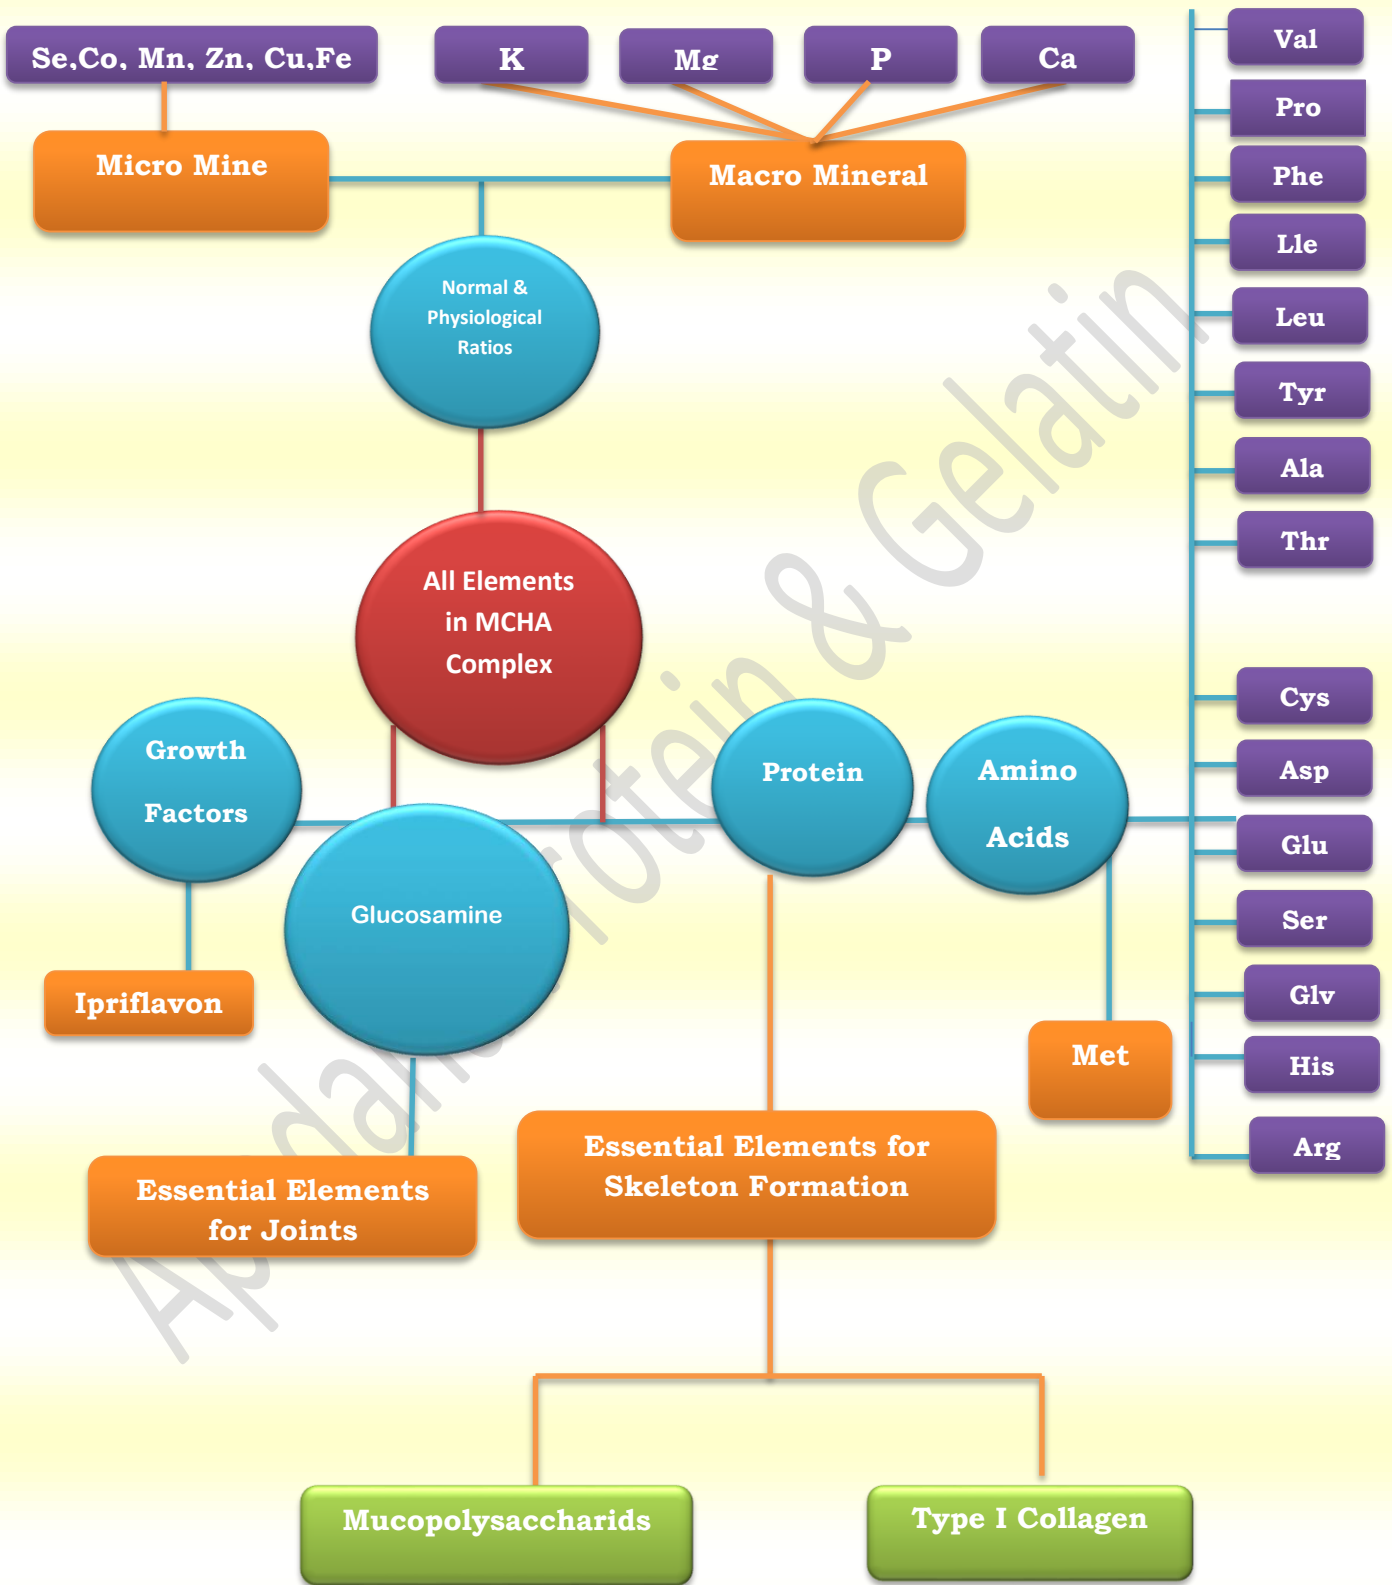 Se,Co, Mn, Zn, Cu,Fe
K
Mg
P
Ca
Micro Mine
Macro Mineral
Normal &
Physiological
Ratios
All Elements
in MCHA
Complex
Growth
Factors
Glucosamine
Protein
Amino
Acids
Ipriflavon
Met
Essential Elements
for Joints
Essential Elements for
Skeleton Formation
Mucopolysaccharids
Type I Collagen
Val
Pro
Phe
Lle
Leu
Tyr
Ala
Thr
Cys
Asp
Glu
Ser
Gly
His
Arg
& Gelatin